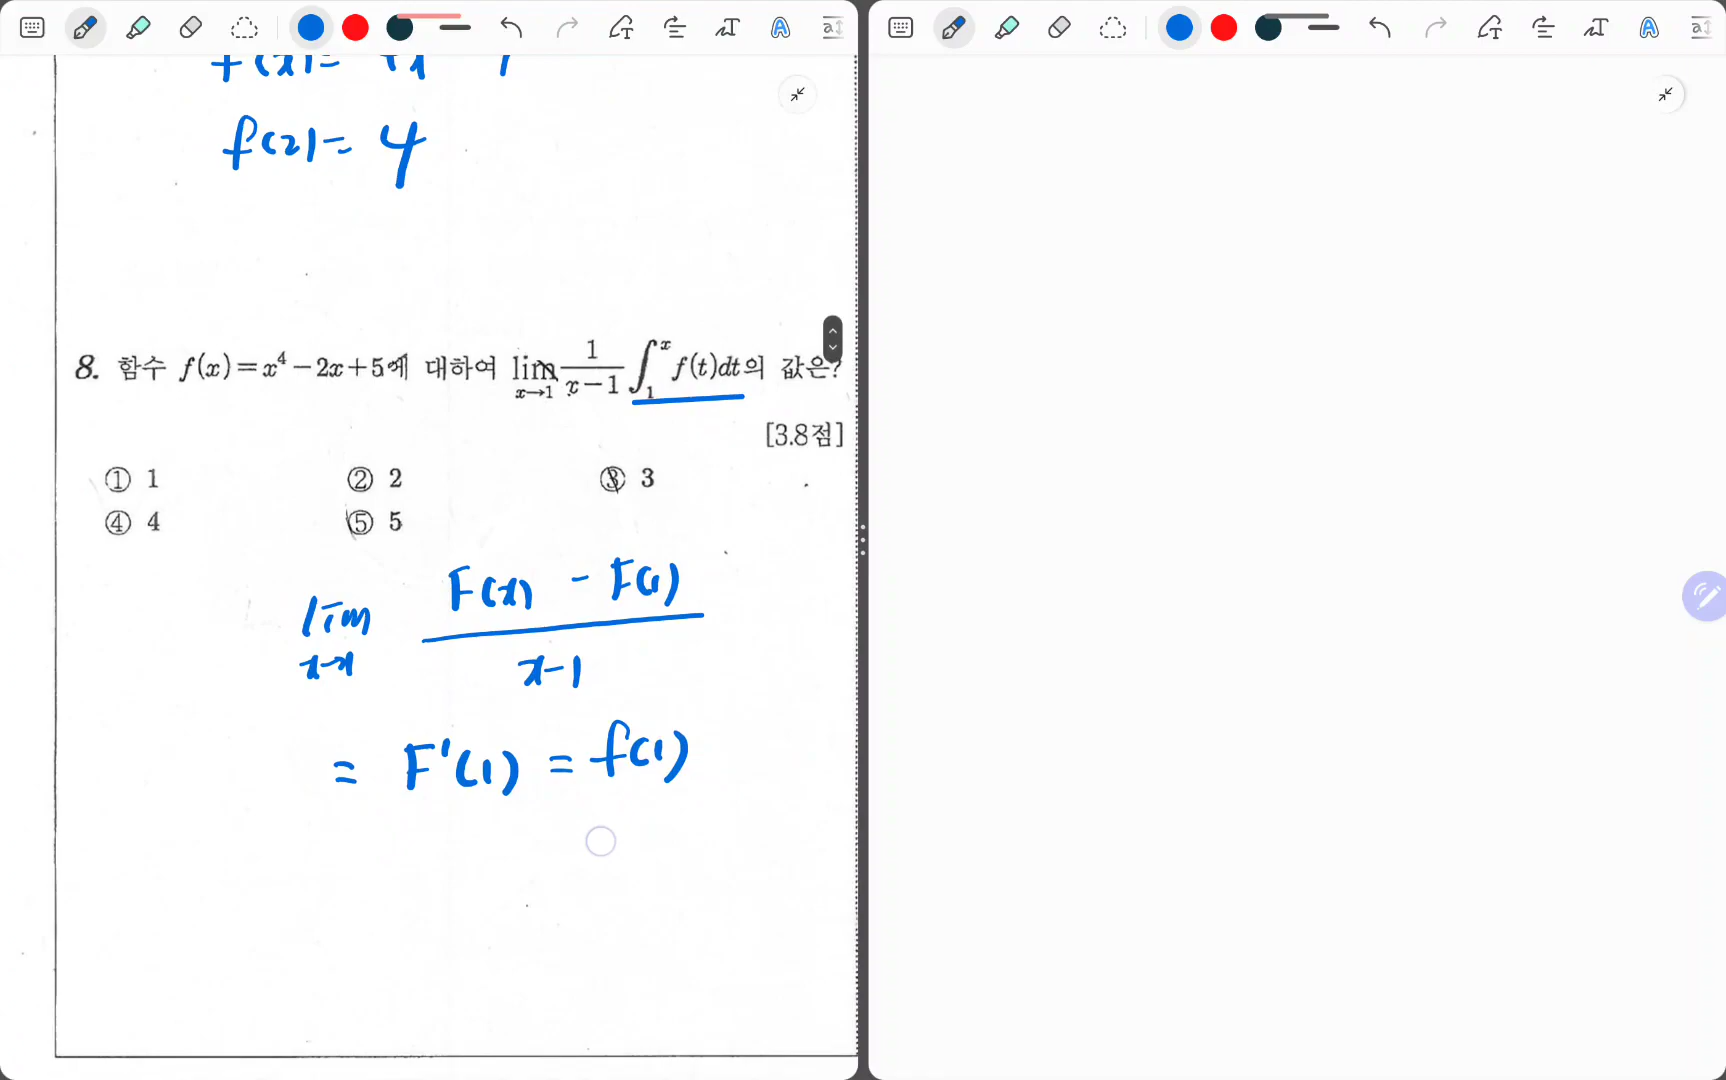 f(2)= 4
8. 함수 f(x)=x⁴-2x+5에 대하여 lim x→1 1/(x-1) ∫₁ˣ f(t)dt의 값은?
[3.8점]
① 1 ② 2 ③ 3
④ 4 ⑤ 5
lim x→1 (F(x) - F(1))/(x-1)
= F'(1) = f(1)